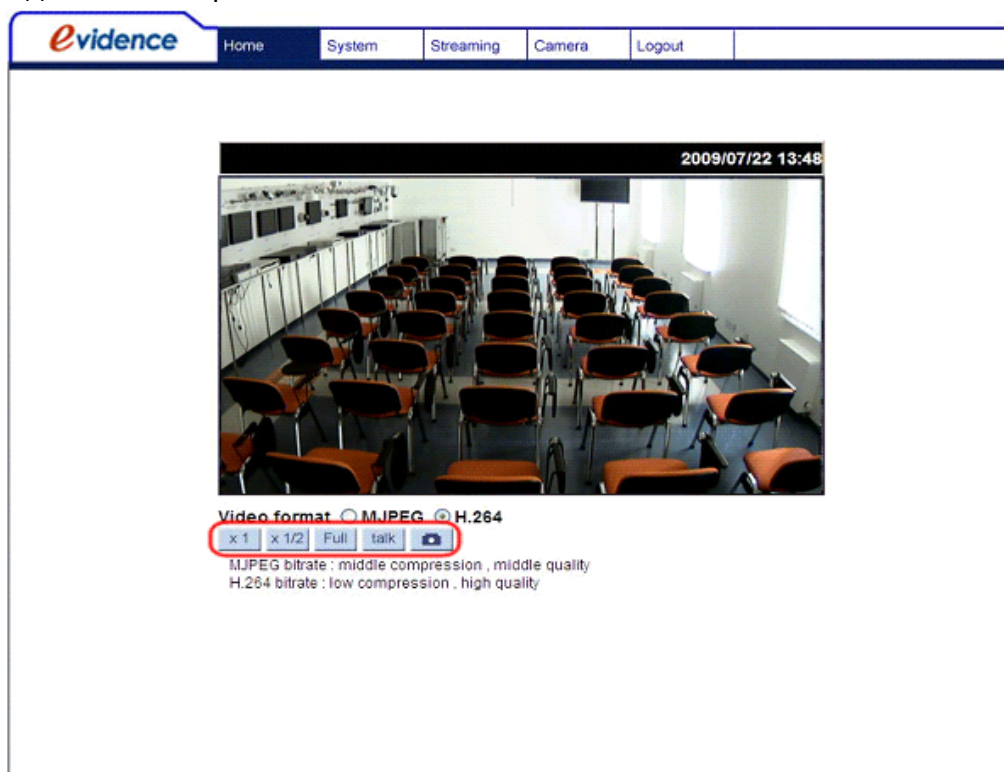 evidence
Home System Streaming Camera Logout
2009/07/22 13:48
Video format MJPEG H.264
x 1 x 1/2 Full talk
MJPEG bitrate : middle compression , middle quality
H.264 bitrate : low compression , high quality